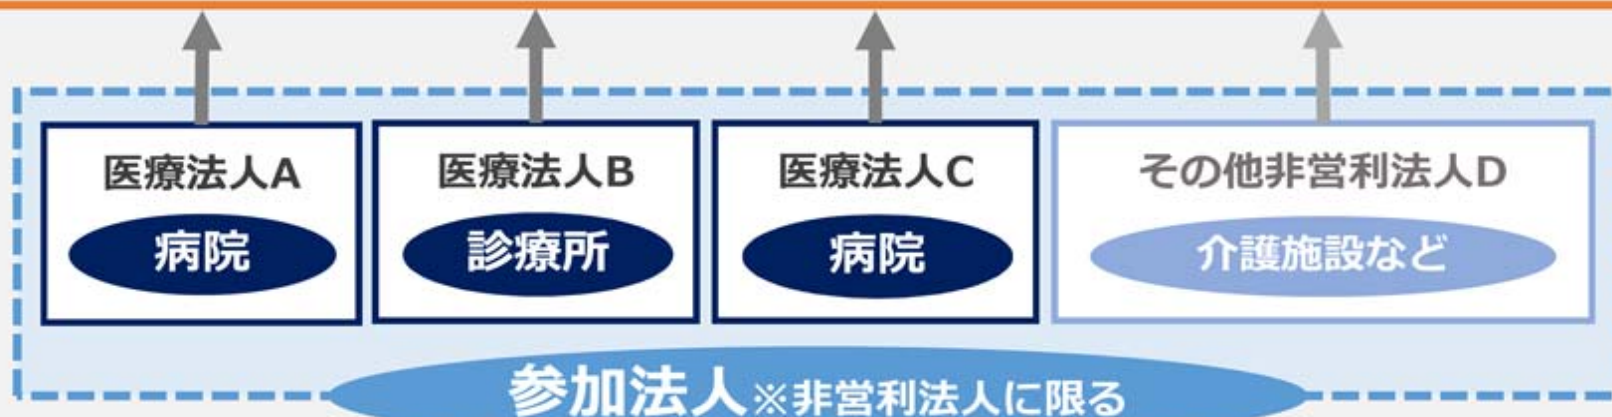 医療法人A
病院
医療法人B
診療所
医療法人C
病院
その他非営利法人D
介護施設など
参加法人※非営利法人に限る